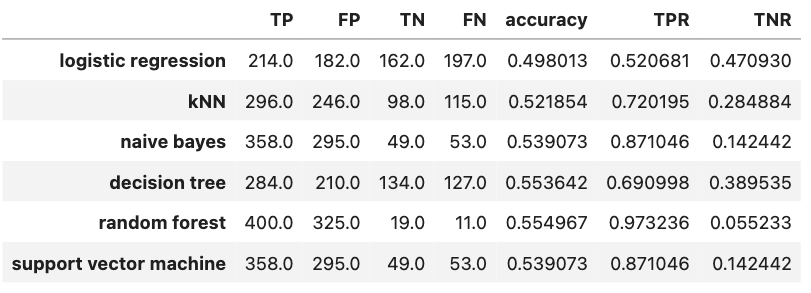 TP FP TN FN accuracy TPR TNR
logistic regression 214.0 182.0 162.0 197.0 0.498013 0.520681 0.470930
kNN 296.0 246.0 98.0 115.0 0.521854 0.720195 0.284884
naive bayes 358.0 295.0 49.0 53.0 0.539073 0.871046 0.142442
decision tree 284.0 210.0 134.0 127.0 0.553642 0.690998 0.389535
random forest 400.0 325.0 19.0 11.0 0.554967 0.973236 0.055233
support vector machine 358.0 295.0 49.0 53.0 0.539073 0.871046 0.142442